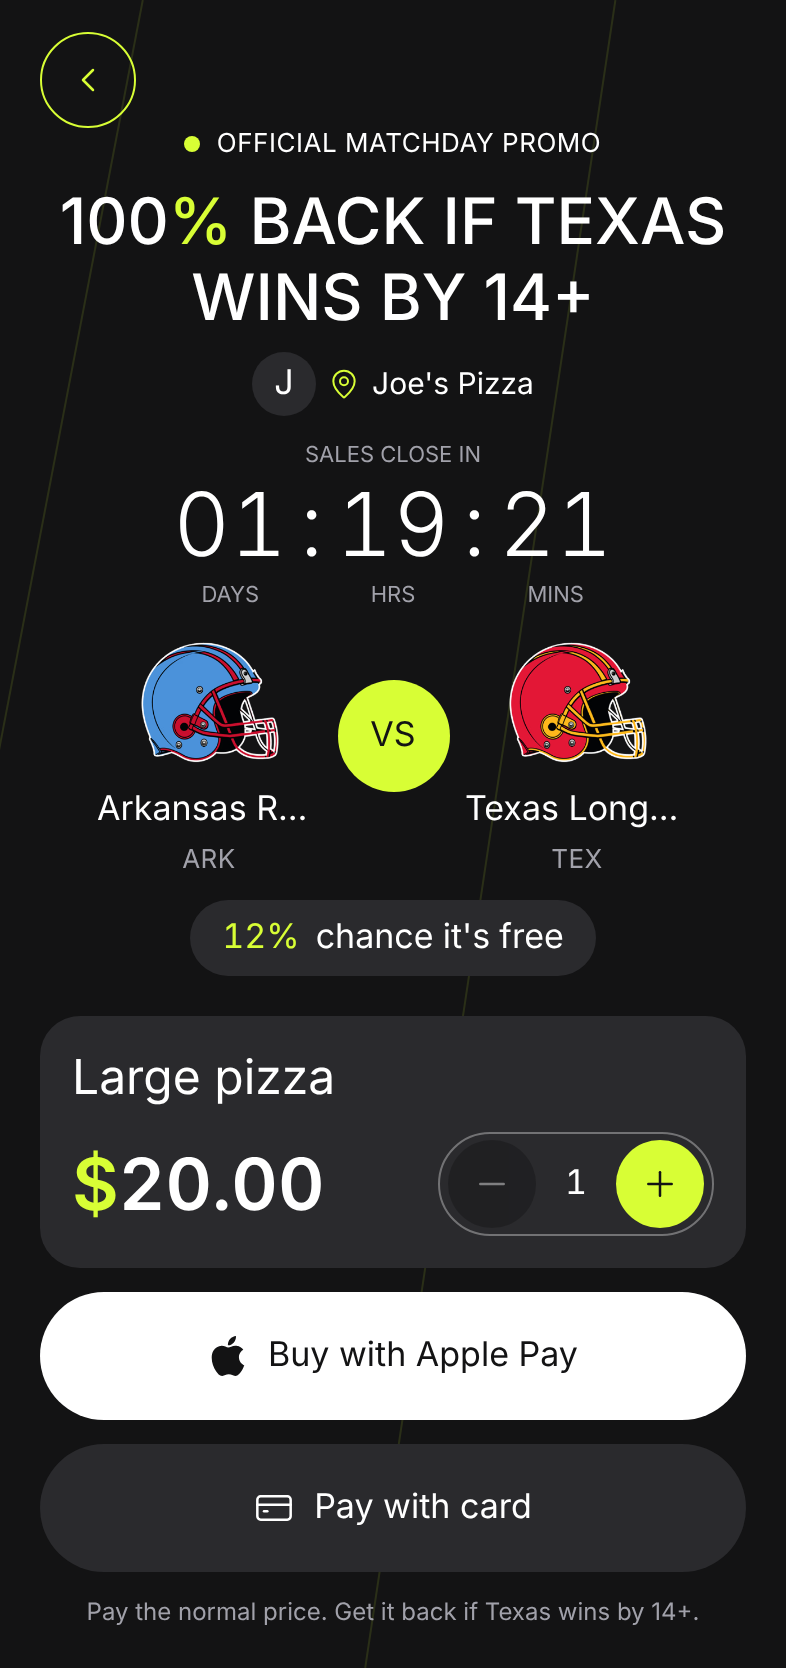 OFFICIAL MATCHDAY PROMO
100% BACK IF TEXAS
WINS BY 14+
J Joe's Pizza
SALES CLOSE IN
01 : 19 : 21
DAYS HRS MINS
VS
Arkansas R... Texas Long...
ARK TEX
12% chance it's free
Large pizza
$20.00 1
Buy with Apple Pay
Pay with card
Pay the normal price. Get it back if Texas wins by 14+.